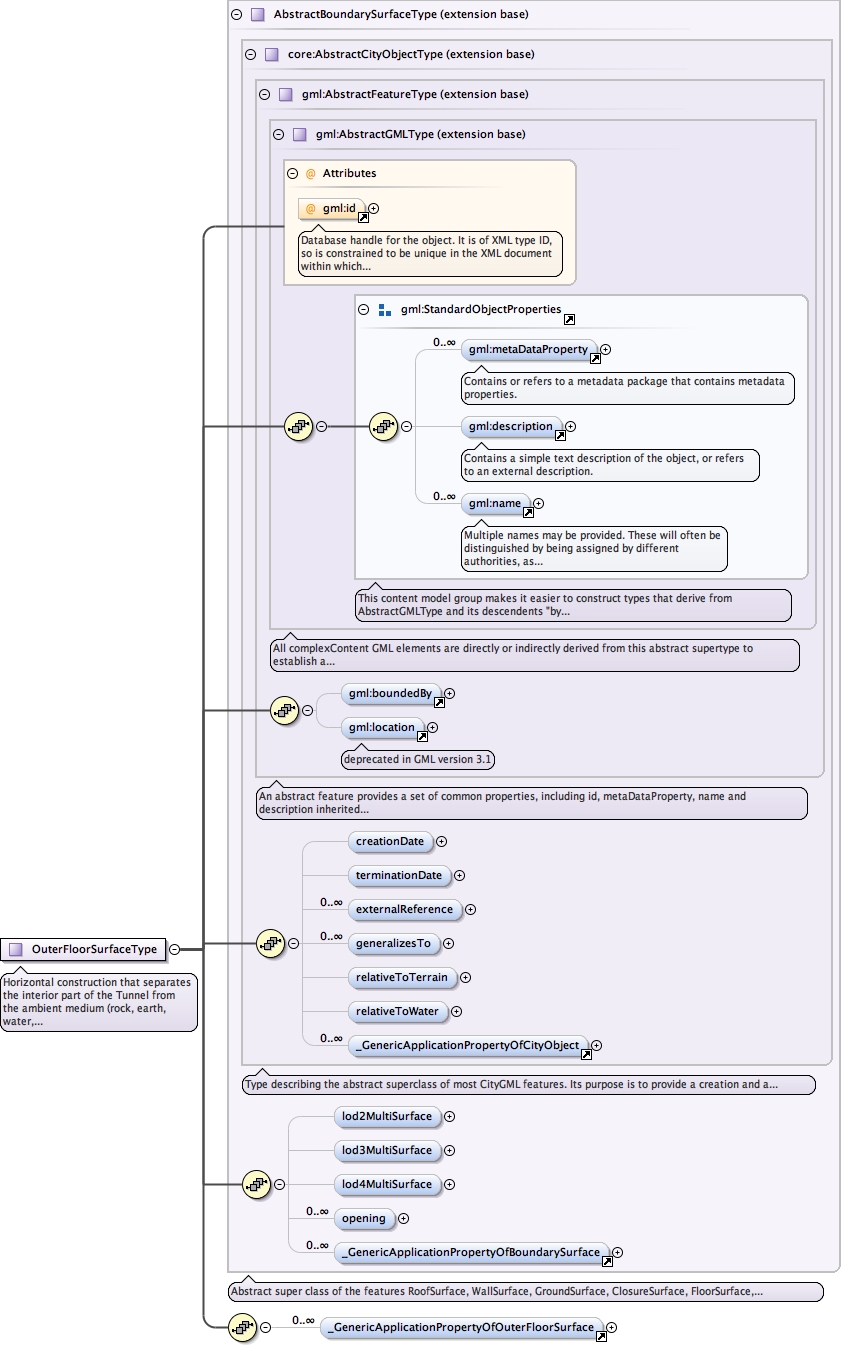 AbstractBoundarySurfaceType (extension base)
core:AbstractCityObjectType (extension base)
gml:AbstractFeatureType (extension base)
gml:AbstractGMLType (extension base)
@ Attributes
@ gml:id
Database handle for the object. It is of XML type ID,
so is constrained to be unique in the XML document
within which...
gml:StandardObjectProperties
0..∞
gml:metaDataProperty
Contains or refers to a metadata package that contains metadata
properties.
gml:description
Contains a simple text description of the object, or refers
to an external description.
0..∞
gml:name
Multiple names may be provided. These will often be
distinguished by being assigned by different
authorities, as...
This content model group makes it easier to construct types that derive from
AbstractGMLType and its descendents "by...
All complexContent GML elements are directly or indirectly derived from this abstract supertype to
establish a...
gml:boundedBy
gml:location
deprecated in GML version 3.1
An abstract feature provides a set of common properties, including id, metaDataProperty, name and
description inherited...
creationDate
terminationDate
0..∞
externalReference
0..∞
generalizesTo
relativeToTerrain
relativeToWater
0..∞
_GenericApplicationPropertyOfCityObject
OuterFloorSurfaceType
Horizontal construction that separates
the interior part of the Tunnel from
the ambient medium (rock, earth,
water,...
Type describing the abstract superclass of most CityGML features. Its purpose is to provide a creation and a...
lod2MultiSurface
lod3MultiSurface
lod4MultiSurface
0..∞
opening
0..∞
_GenericApplicationPropertyOfBoundarySurface
Abstract super class of the features RoofSurface, WallSurface, GroundSurface, ClosureSurface, FloorSurface,...
0..∞
_GenericApplicationPropertyOfOuterFloorSurface